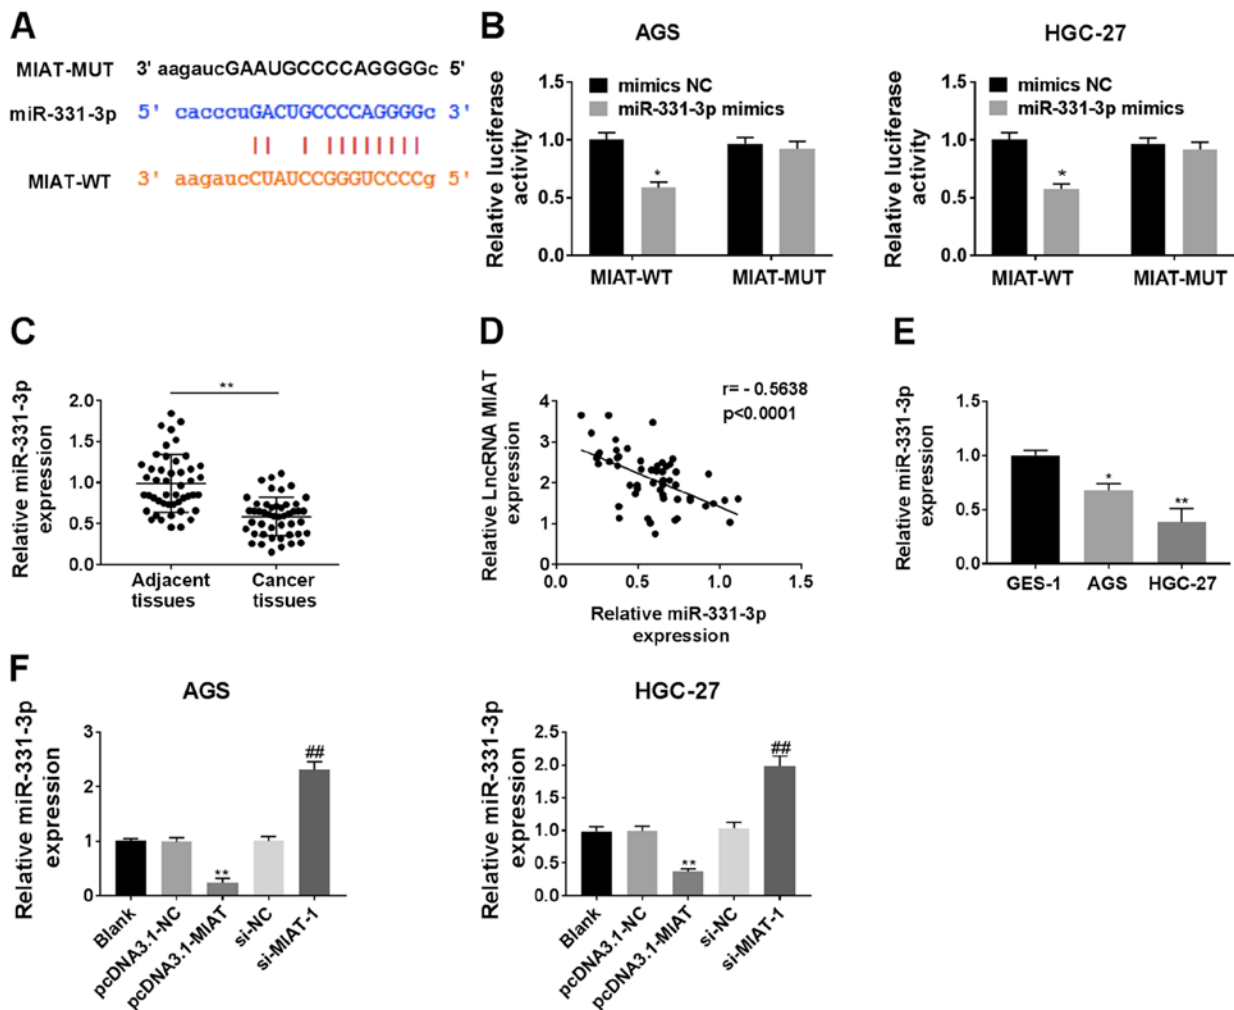 A
MIAT-MUT 3' aagaucGAAUGCCCCAGGGGc 5'
miR-331-3p 5' cacccuGACUGCCCCAGGGGc 3'
MIAT-WT 3' aagaucCUAUCCGGGUCCCCg 5'
B
AGS
Relative luciferase
activity
1.5
1.0
0.5
0.0
mimics NC
miR-331-3p mimics
*
MIAT-WT
MIAT-MUT
HGC-27
Relative luciferase
activity
1.5
1.0
0.5
0.0
mimics NC
miR-331-3p mimics
*
MIAT-WT
MIAT-MUT
C
Relative miR-331-3p
expression
2.0
1.5
1.0
0.5
0.0
**
Adjacent
tissues
Cancer
tissues
D
Relative LncRNA MIAT
expression
4
3
2
1
0
r= - 0.5638
p<0.0001
0.0
0.5
1.0
1.5
Relative miR-331-3p
expression
E
Relative miR-331-3p
expression
1.5
1.0
0.5
0.0
*
**
GES-1
AGS
HGC-27
F
AGS
Relative miR-331-3p
expression
3
2
1
0
**
##
Blank
pcDNA3.1-NC
pcDNA3.1-MIAT
si-NC
si-MIAT-1
HGC-27
Relative miR-331-3p
expression
2.5
2.0
1.5
1.0
0.5
0.0
**
##
Blank
pcDNA3.1-NC
pcDNA3.1-MIAT
si-NC
si-MIAT-1